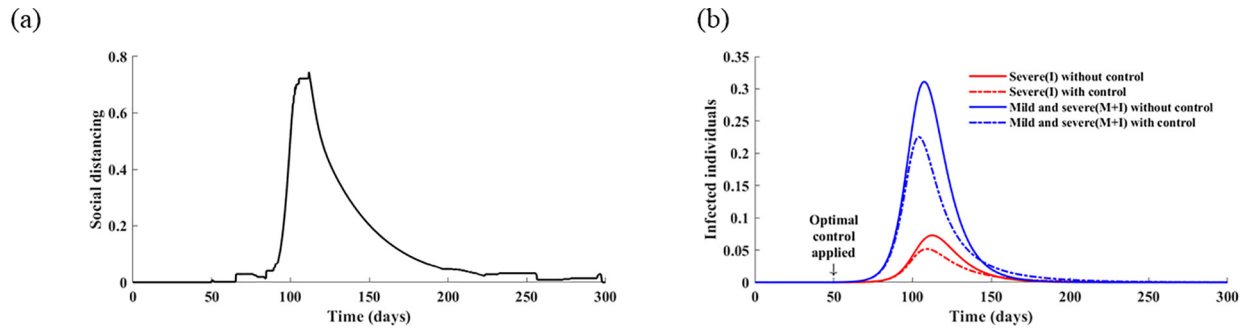 (a)
Social distancing
0.8
0.6
0.4
0.2
0
0 50 100 150 200 250 300
Time (days)
(b)
Infected individuals
0.35
0.3
0.25
0.2
0.15
0.1
0.05
0
Severe(I) without control
Severe(I) with control
Mild and severe(M+I) without control
Mild and severe(M+I) with control
Optimal
control
applied
0 50 100 150 200 250 300
Time (days)